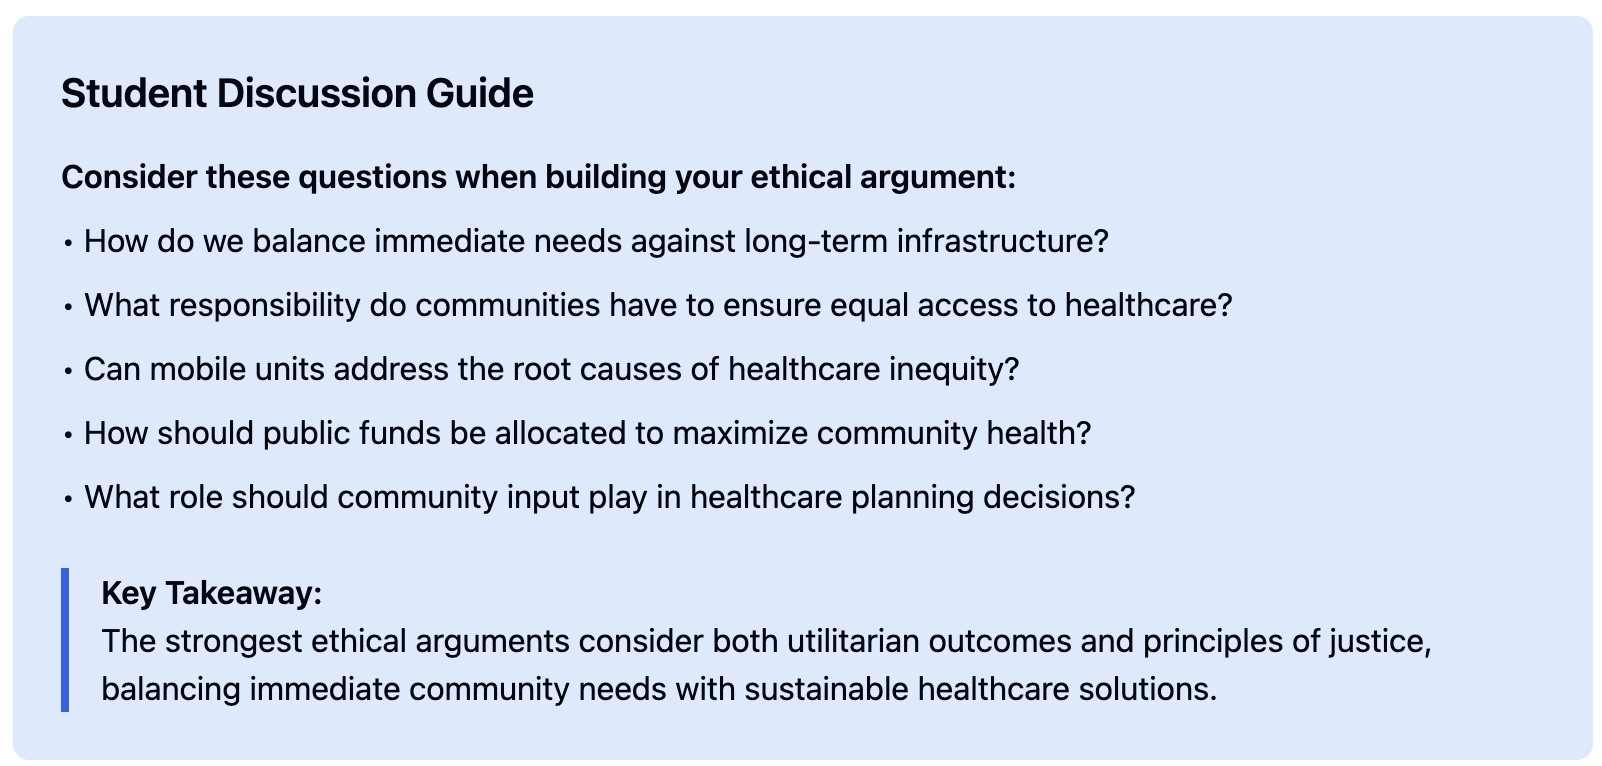 Student Discussion Guide
Consider these questions when building your ethical argument:
• How do we balance immediate needs against long-term infrastructure?
• What responsibility do communities have to ensure equal access to healthcare?
• Can mobile units address the root causes of healthcare inequity?
• How should public funds be allocated to maximize community health?
• What role should community input play in healthcare planning decisions?
Key Takeaway:
The strongest ethical arguments consider both utilitarian outcomes and principles of justice,
balancing immediate community needs with sustainable healthcare solutions.